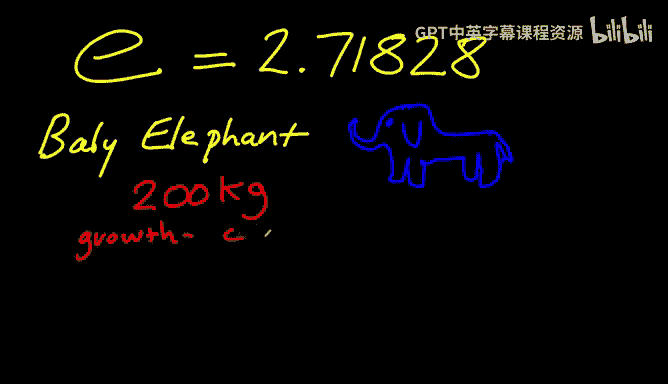 GPT中英字幕课程资源 bilibili
e = 2.71828
Baby Elephant
200kg
growth- c